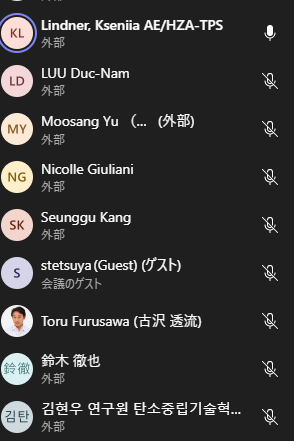 KL
Lindner, Kseniia AE/HZA-TPS
外部
LD
LUU Duc-Nam
外部
MY
Moosang Yu （... (外部)
外部
NG
Nicolle Giuliani
外部
SK
Seunggu Kang
外部
S
stetsuya(Guest) (ゲスト)
会議のゲスト
Toru Furusawa (古沢 透流)
鈴徹
鈴木 徹也
外部
김탄
김현우 연구원 탄소중립기술혁...
外部